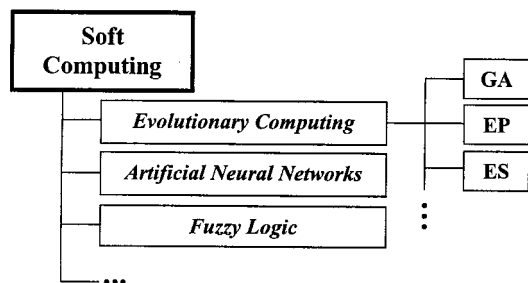 Soft
Computing
Evolutionary Computing
Artificial Neural Networks
Fuzzy Logic
...
GA
EP
ES
...